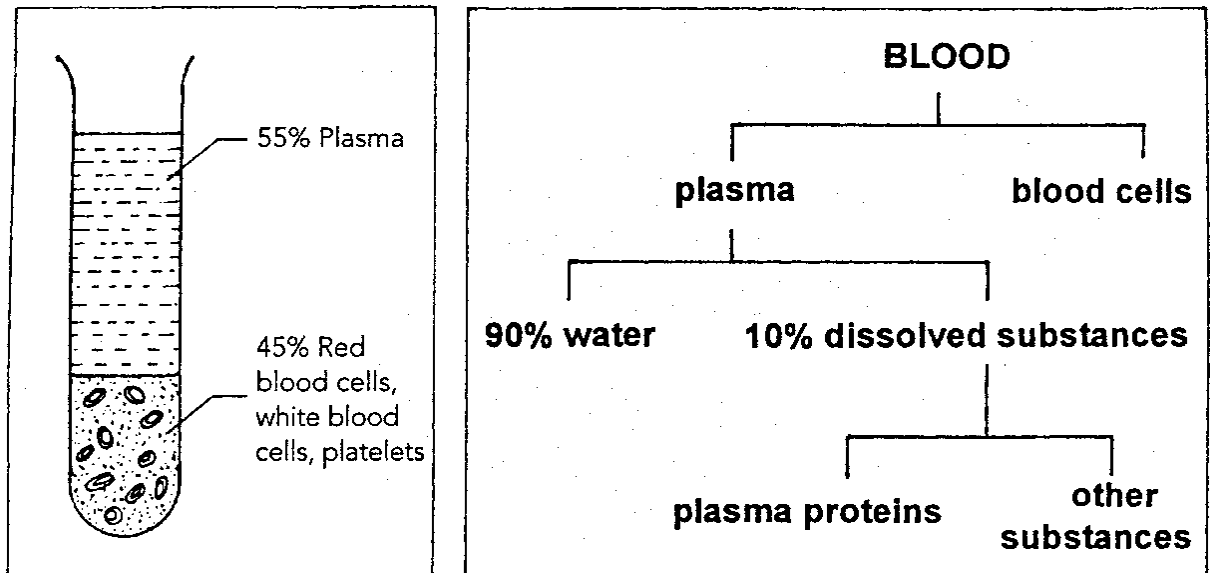 55% Plasma
45% Red
blood cells,
white blood
cells, platelets
BLOOD
plasma
blood cells
90% water
10% dissolved substances
plasma proteins
other
substances